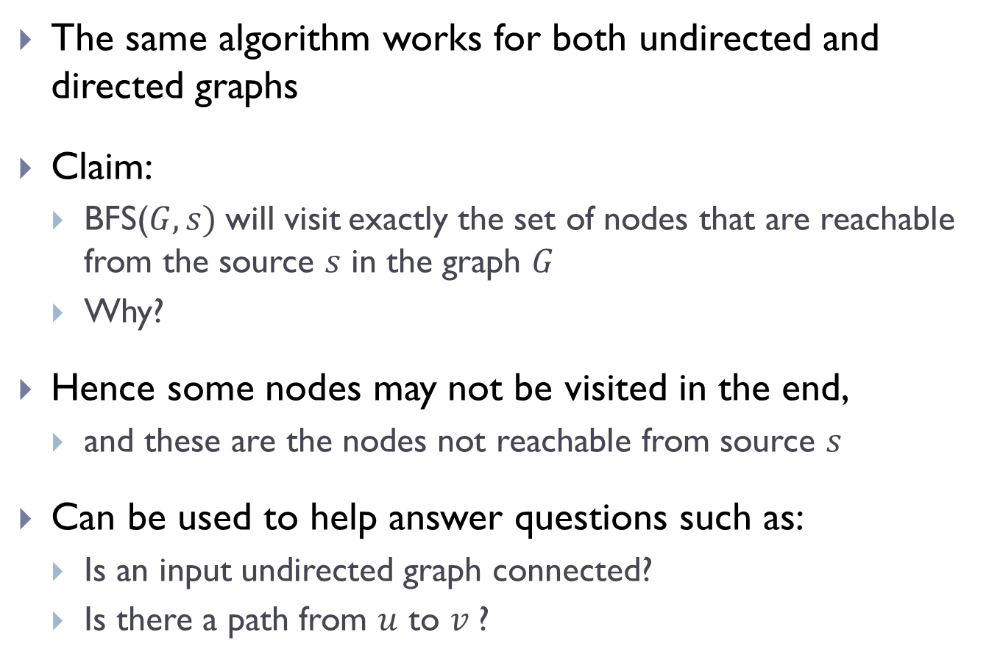 The same algorithm works for both undirected and
directed graphs
Claim:
BFS(G, s) will visit exactly the set of nodes that are reachable
from the source s in the graph G
Why?
Hence some nodes may not be visited in the end,
and these are the nodes not reachable from source s
Can be used to help answer questions such as:
Is an input undirected graph connected?
Is there a path from u to v ?